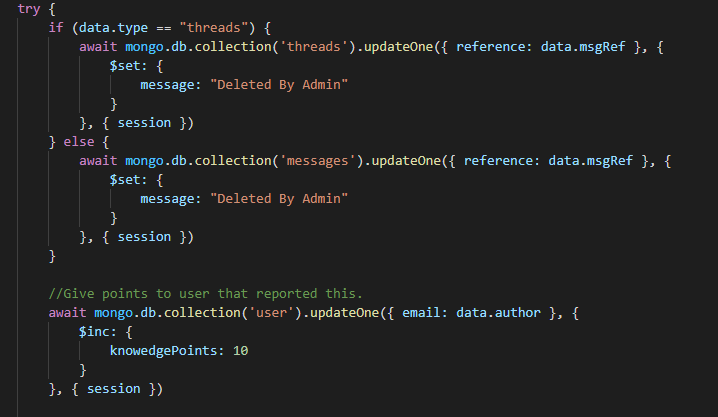 try {
if (data.type == "threads") {
await mongo.db.collection('threads').updateOne({ reference: data.msgRef }, {
$set: {
message: "Deleted By Admin"
}
}, { session })
} else {
await mongo.db.collection('messages').updateOne({ reference: data.msgRef }, {
$set: {
message: "Deleted By Admin"
}
}, { session })
}
//Give points to user that reported this.
await mongo.db.collection('user').updateOne({ email: data.author }, {
$inc: {
knowedgePoints: 10
}
}, { session })